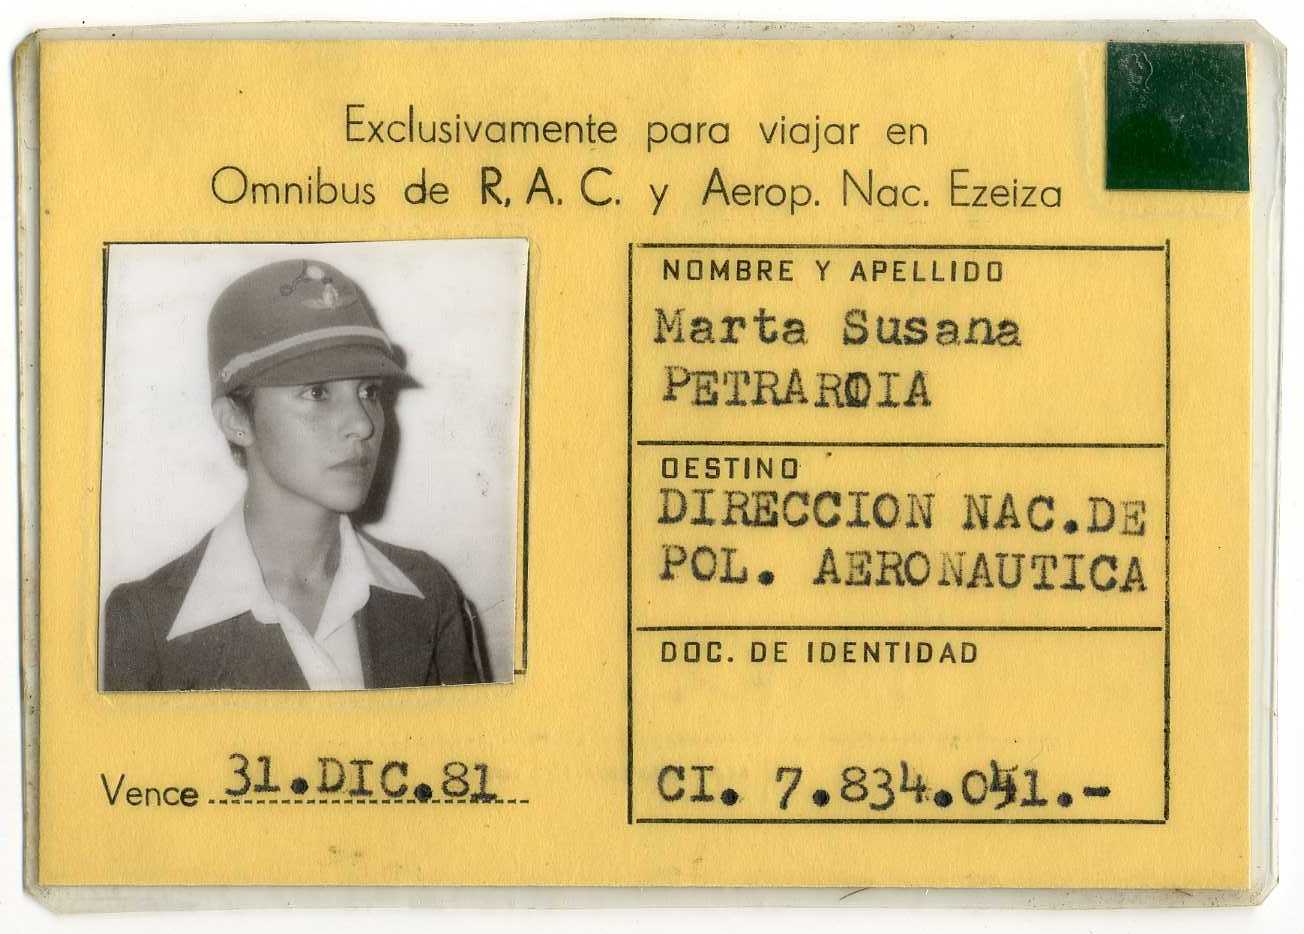 Exclusivamente para viajar en
Omnibus de R. A. C. y Aerop. Nac. Ezeiza
NOMBRE Y APELLIDO
Marta Susana
PETRAROIA
DESTINO
DIRECCION NAC.DE
POL. AERONAUTICA
DOC. DE IDENTIDAD
CI. 7.834.041.-
Vence 31.DIC.81